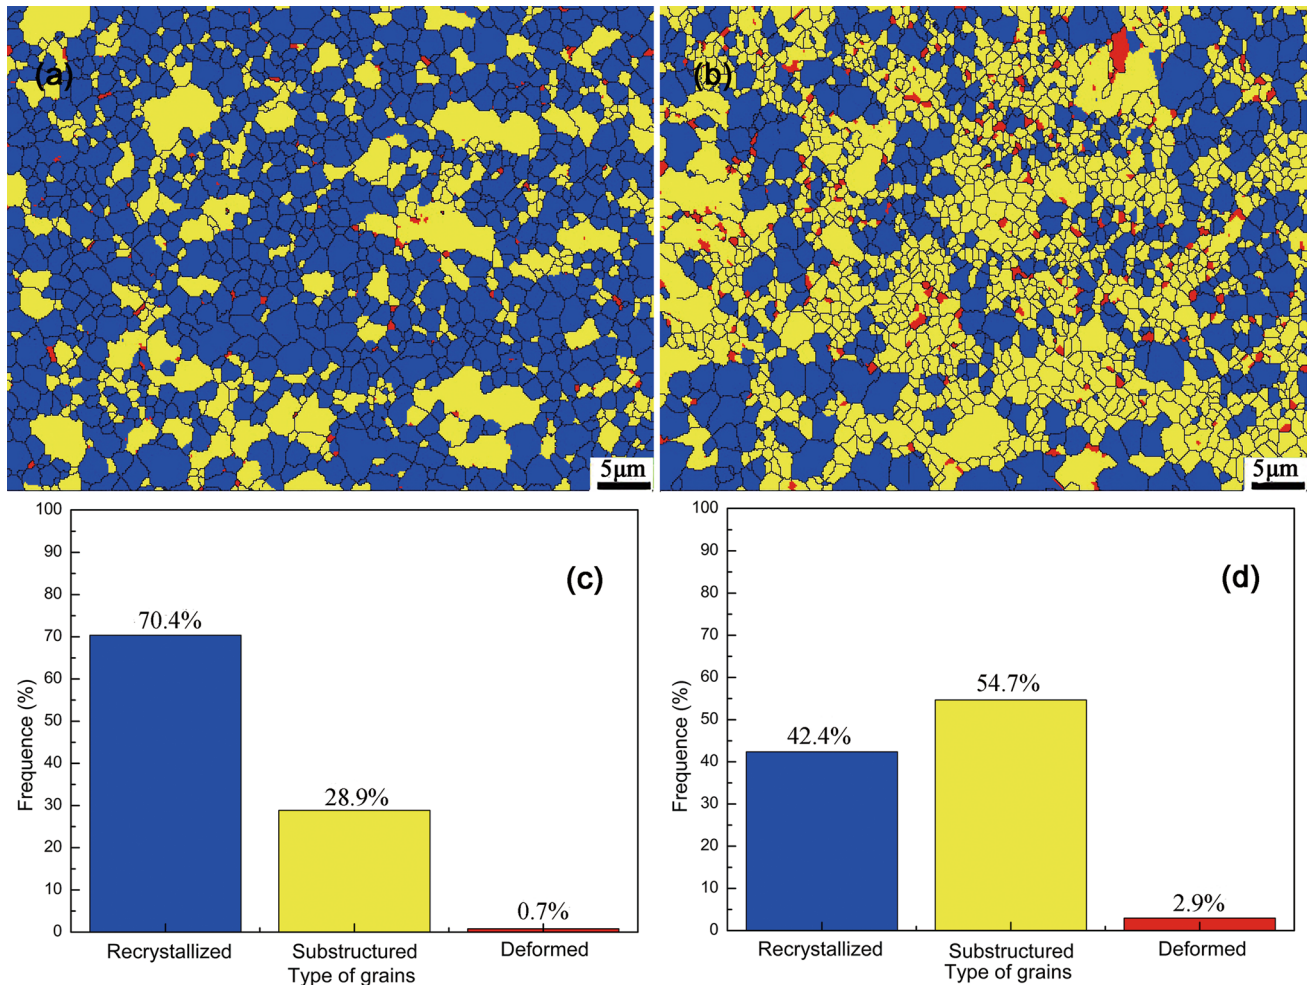 (a)
(b)
5μm
5μm
(c)
100
90
80
70
60
50
40
30
20
10
0
Frequence (%)
70.4%
28.9%
0.7%
Recrystallized
Substructured
Deformed
Type of grains
(d)
100
90
80
70
60
50
40
30
20
10
0
Frequence (%)
42.4%
54.7%
2.9%
Recrystallized
Substructured
Deformed
Type of grains